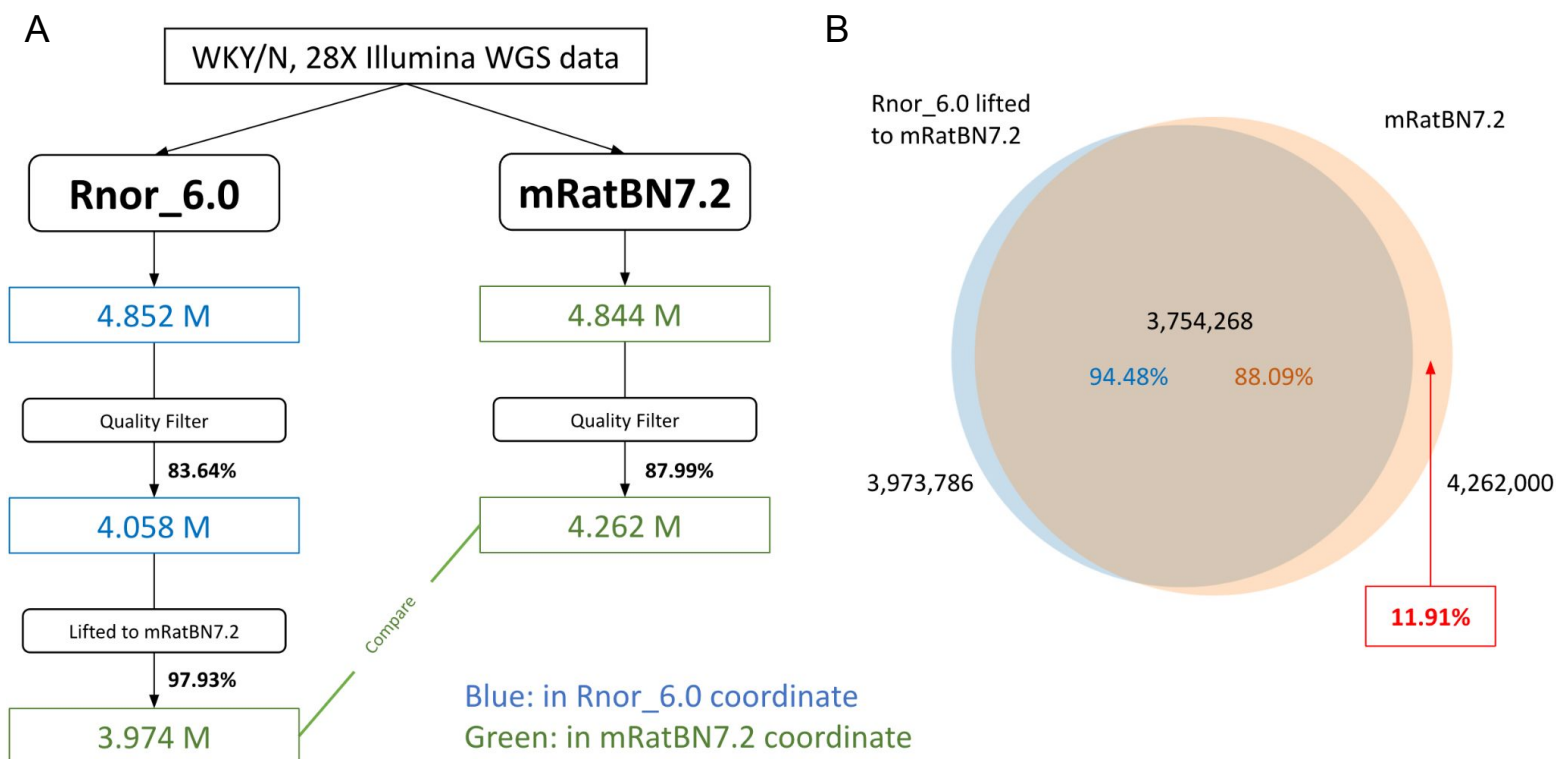 A
WKY/N, 28X Illumina WGS data
Rnor_6.0
mRatBN7.2
4.852 M
4.844 M
Quality Filter
Quality Filter
83.64%
87.99%
4.058 M
4.262 M
Lifted to mRatBN7.2
97.93%
3.974 M
Compare
Blue: in Rnor_6.0 coordinate
Green: in mRatBN7.2 coordinate
B
Rnor_6.0 lifted
to mRatBN7.2
mRatBN7.2
3,754,268
94.48%
88.09%
3,973,786
4,262,000
11.91%